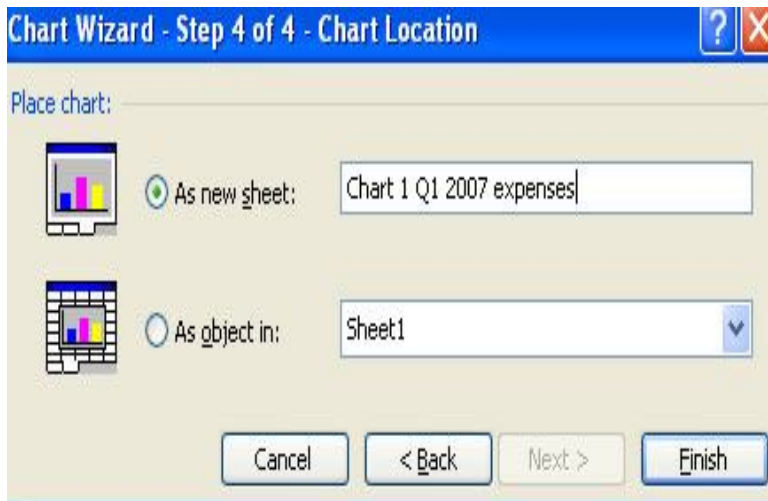 Chart Wizard - Step 4 of 4 - Chart Location
?
Place chart:
As new sheet: Chart 1 Q1 2007 expenses
As object in: Sheet1
Cancel < Back Next > Finish